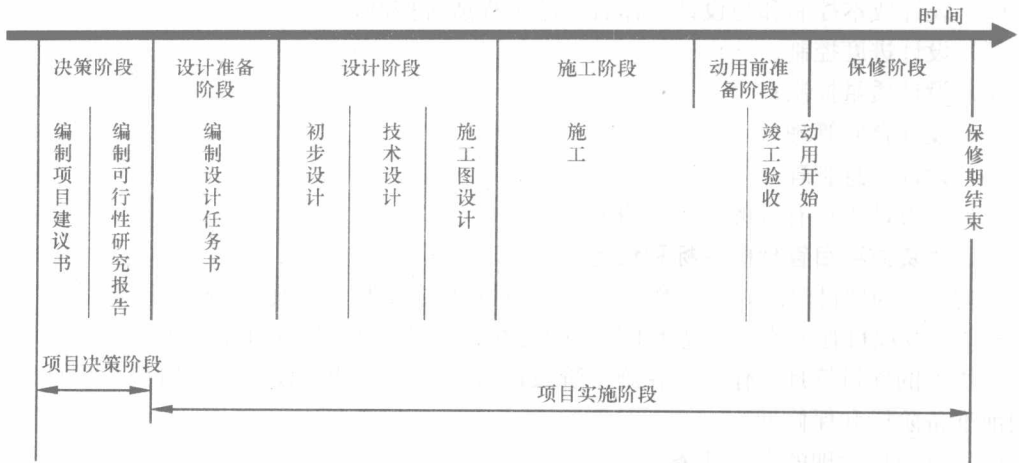 时间
决策阶段
设计准备
阶段
设计阶段
施工阶段
动用前准
备阶段
保修阶段
编制项目建议书
编制可行性研究报告
编制设计任务书
初步设计
技术设计
施工图设计
施工
竣工验收
动用开始
保修期结束
项目决策阶段
项目实施阶段